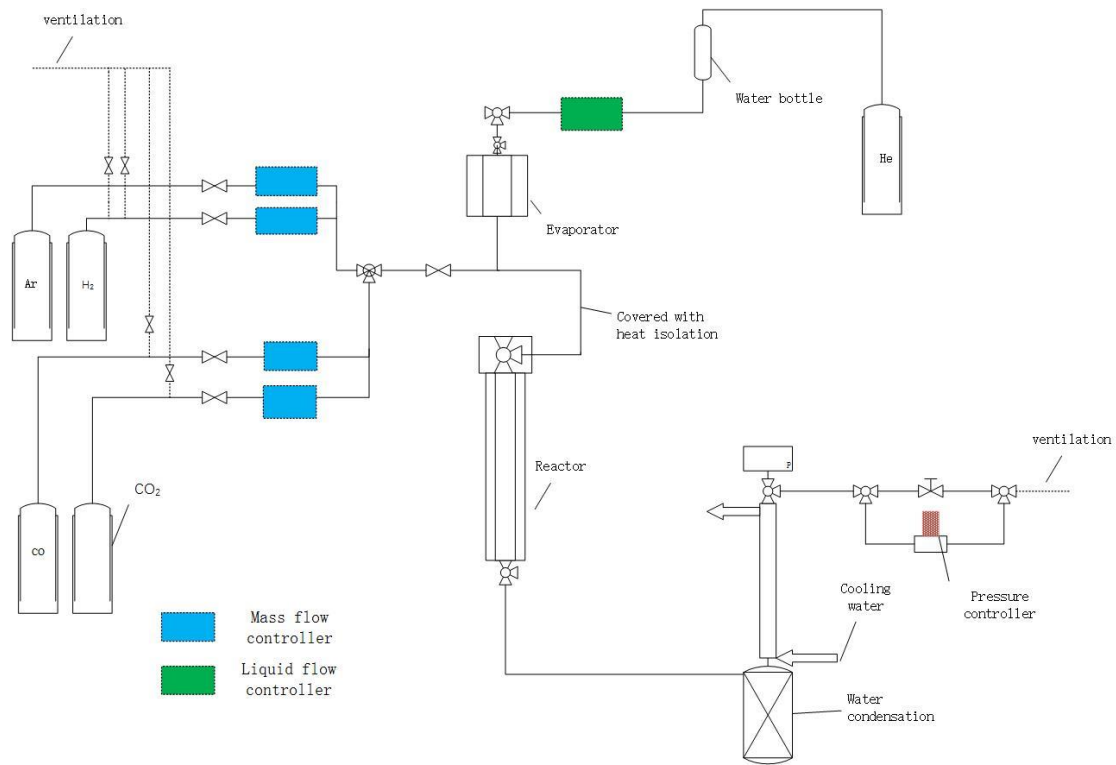 ventilation
Water bottle
He
Evaporator
Ar
H₂
Covered with
heat isolation
ventilation
P
Reactor
CO₂
CO
Cooling
water
Pressure
controller
Mass flow
controller
Liquid flow
controller
Water
condensation